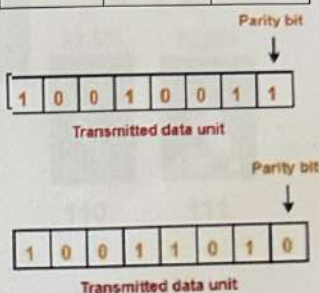 Parity bit
1 0 0 1 0 0 1 1
Transmitted data unit
Parity bit
1 0 0 1 1 0 1 0
Transmitted data unit